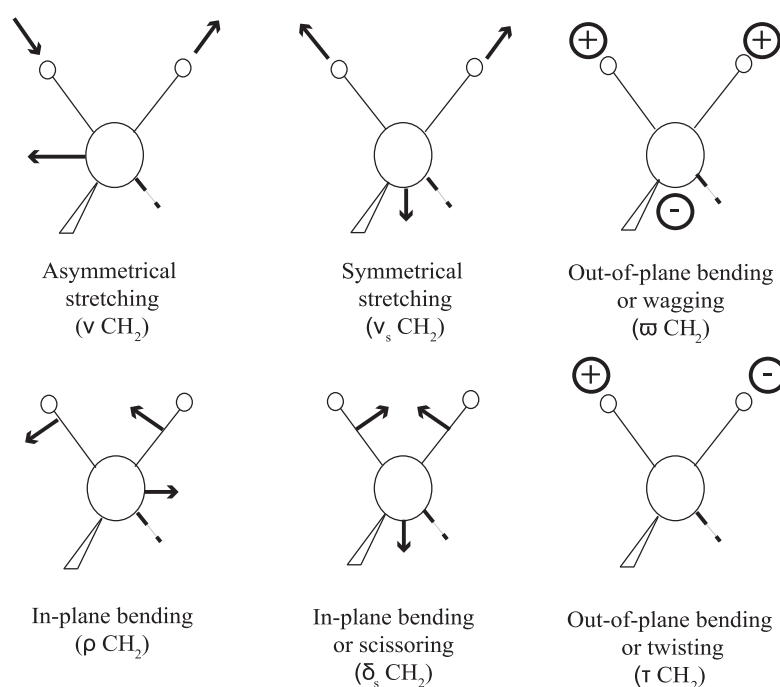 + +
-
Asymmetrical
stretching
(ν CH₂)
Symmetrical
stretching
(νₛ CH₂)
Out-of-plane bending
or wagging
(ϖ CH₂)
+ -
In-plane bending
(ρ CH₂)
In-plane bending
or scissoring
(δₛ CH₂)
Out-of-plane bending
or twisting
(τ CH₂)